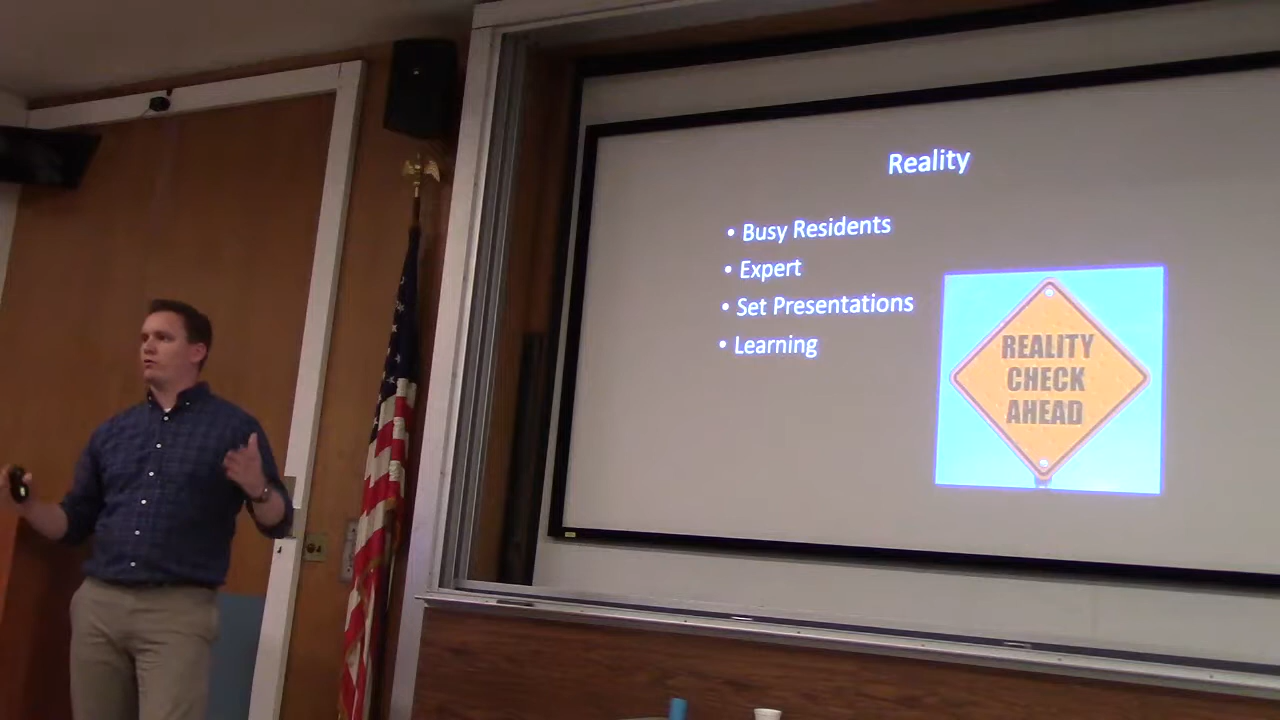 Reality
• Busy Residents
• Expert
• Set Presentations
• Learning
REALITY
CHECK
AHEAD